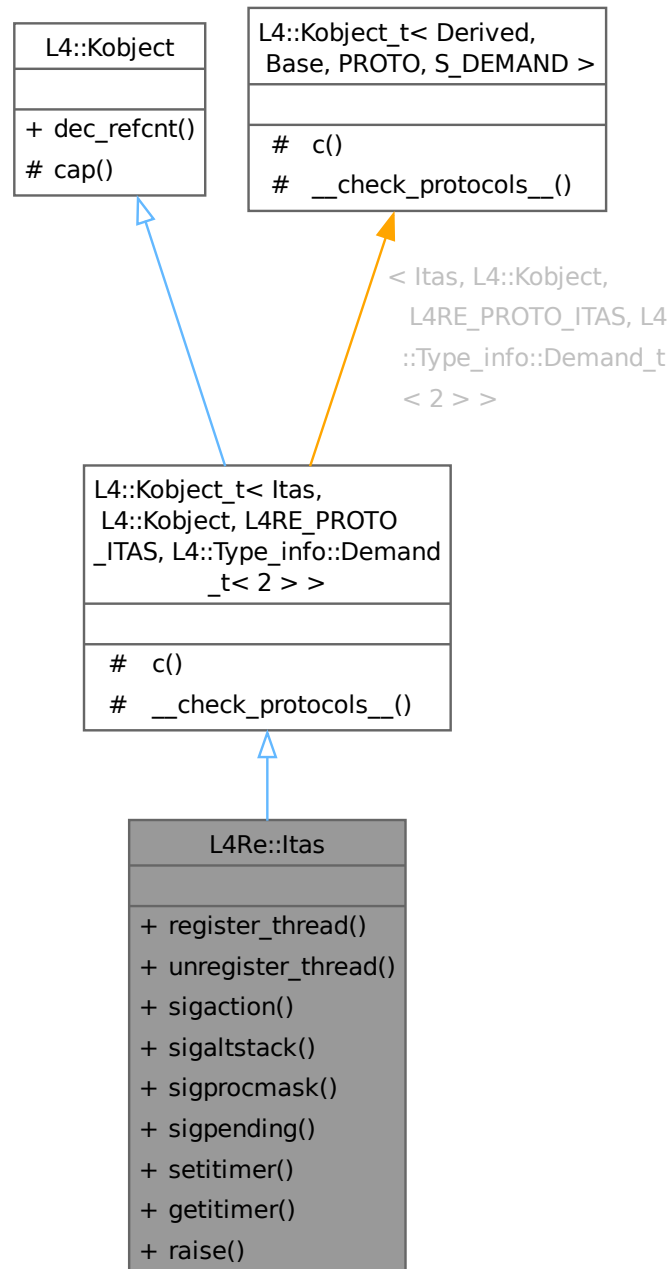 L4::Kobject
+ dec_refcnt()
# cap()
L4::Kobject_t< Derived,
Base, PROTO, S_DEMAND >
# c()
# __check_protocols__()
< Itas, L4::Kobject,
L4RE_PROTO_ITAS, L4
::Type_info::Demand_t
< 2 > >
L4::Kobject_t< Itas,
L4::Kobject, L4RE_PROTO
_ITAS, L4::Type_info::Demand
_t< 2 > >
# c()
# __check_protocols__()
L4Re::Itas
+ register_thread()
+ unregister_thread()
+ sigaction()
+ sigaltstack()
+ sigprocmask()
+ sigpending()
+ setitimer()
+ getitimer()
+ raise()